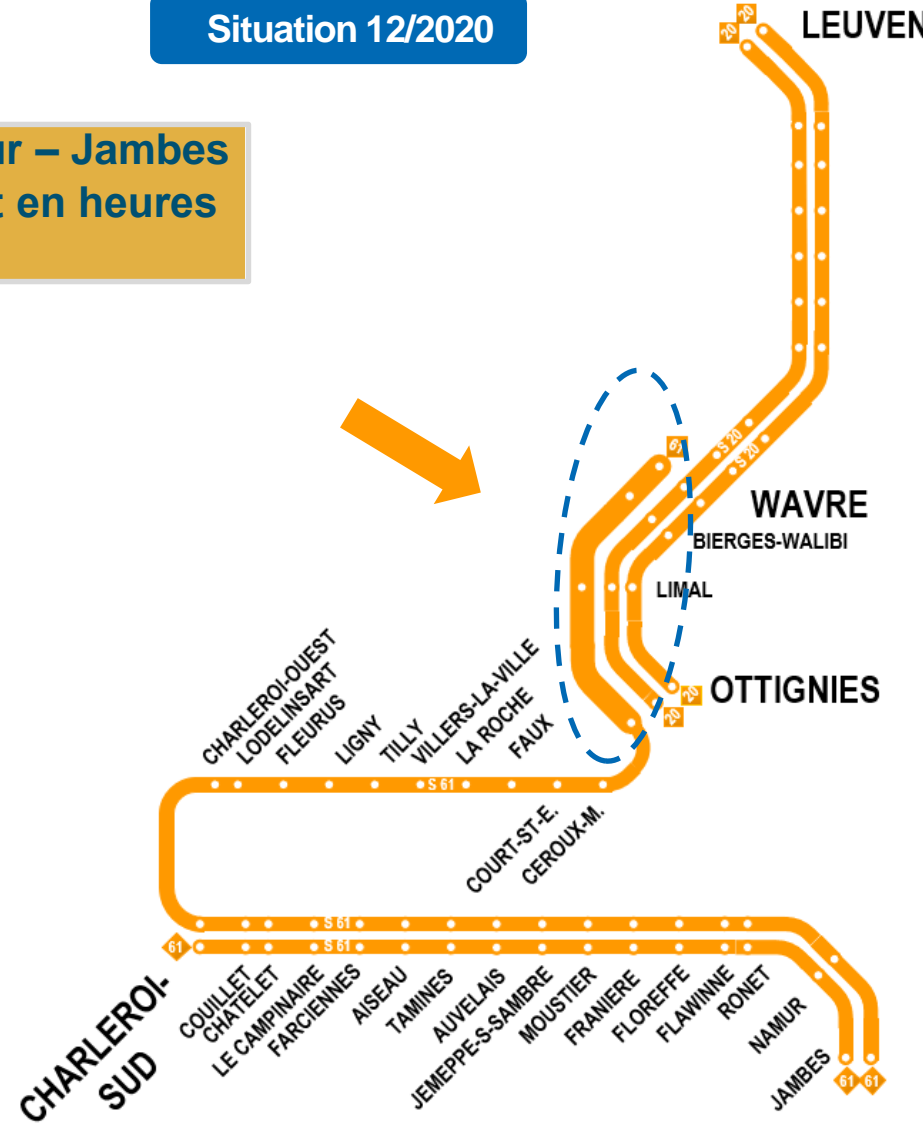 Situation 12/2020
– Jambes
en heures
20
20
LEUVEN
61
S 20
S 20
WAVRE
BIERGES-WALIBI
LIMAL
20
OTTIGNIES
20
CHARLEROI-OUEST
LODELINSART
FLEURUS
LIGNY
TILLY
VILLERS-LA-VILLE
LA ROCHE
FAUX
S 61
COURT-ST-E.
CEROUX-M.
S 61
61
S 61
CHARLEROI-
SUD
COUILLET
CHATELET
LE CAMPINAIRE
FARCIENNES
AISEAU
TAMINES
AUVELAIS
JEMEPPE-S-SAMBRE
MOUSTIER
FRANIERE
FLOREFFE
FLAWINNE
RONET
NAMUR
JAMBES
61
61